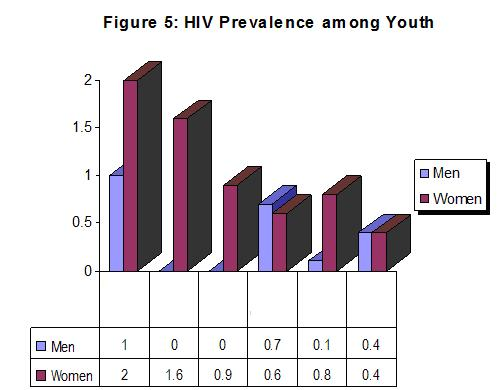 Figure 5: HIV Prevalence among Youth
2
1.5
1
0.5
0
Men
Women
Men 1 0 0 0.7 0.1 0.4
Women 2 1.6 0.9 0.6 0.8 0.4